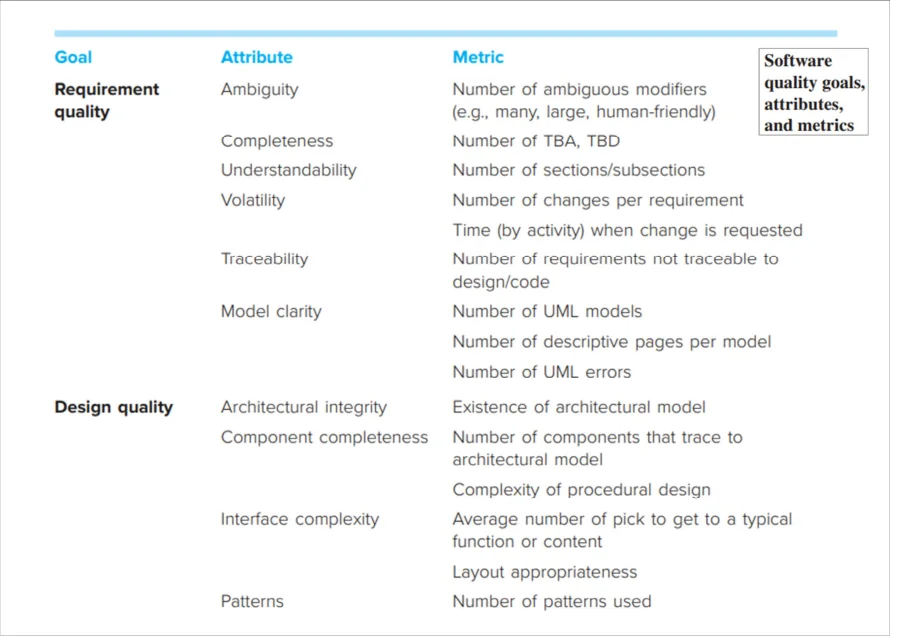 Goal Attribute Metric
Software
quality goals,
attributes,
and metrics
Requirement Ambiguity Number of ambiguous modifiers
quality (e.g., many, large, human-friendly)
Completeness Number of TBA, TBD
Understandability Number of sections/subsections
Volatility Number of changes per requirement
Time (by activity) when change is requested
Traceability Number of requirements not traceable to
design/code
Model clarity Number of UML models
Number of descriptive pages per model
Number of UML errors
Design quality Architectural integrity Existence of architectural model
Component completeness Number of components that trace to
architectural model
Complexity of procedural design
Interface complexity Average number of pick to get to a typical
function or content
Layout appropriateness
Patterns Number of patterns used